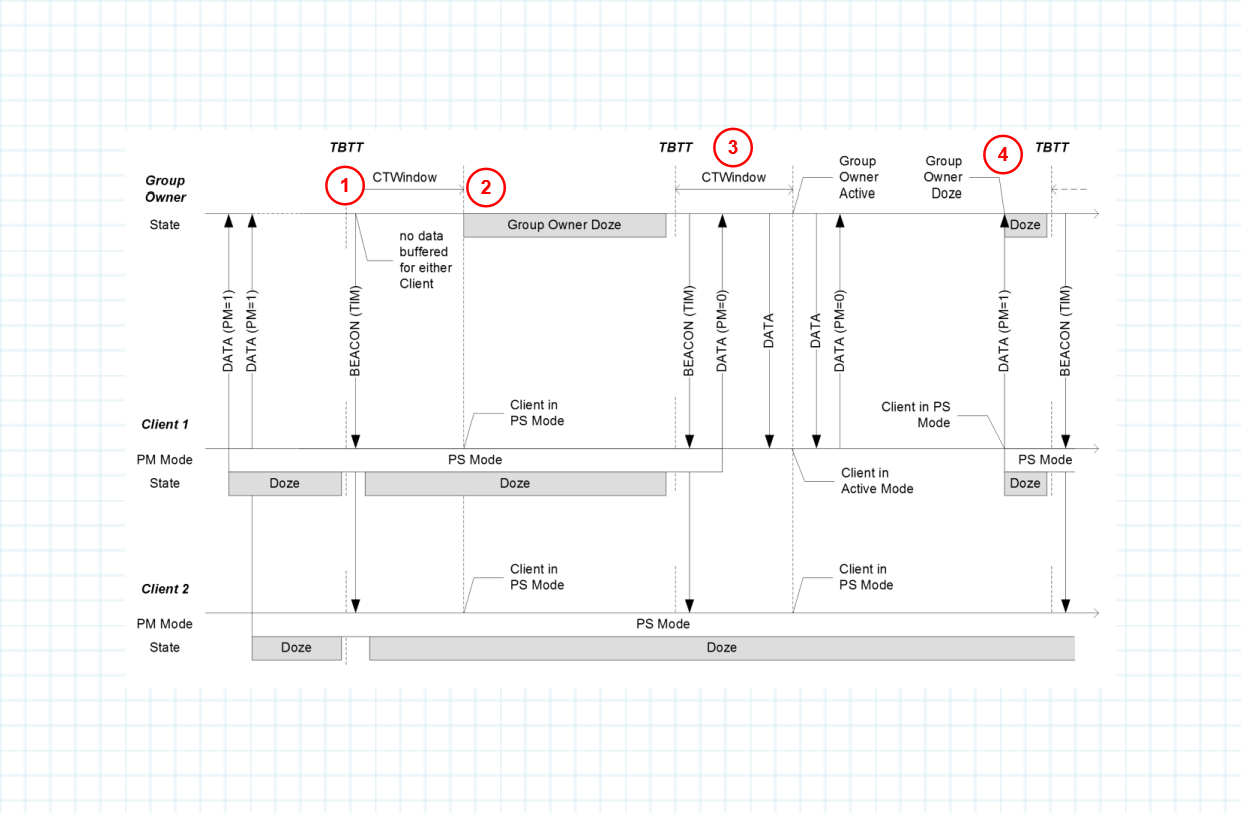 TBTT
TBTT
3
4
TBTT
1
CTWindow
2
CTWindow
Group
Owner
Active
Group
Owner
Doze
Group
Owner
State
Group Owner Doze
Doze
no data
buffered
for either
Client
DATA (PM=1)
DATA (PM=1)
BEACON (TIM)
BEACON (TIM)
DATA (PM=0)
DATA
DATA
DATA (PM=0)
DATA (PM=1)
BEACON (TIM)
Client in
PS Mode
Client in PS
Mode
Client 1
PM Mode
PS Mode
PS Mode
State
Doze
Doze
Doze
Client in
Active Mode
Client in
PS Mode
Client in
PS Mode
Client 2
PM Mode
PS Mode
State
Doze
Doze